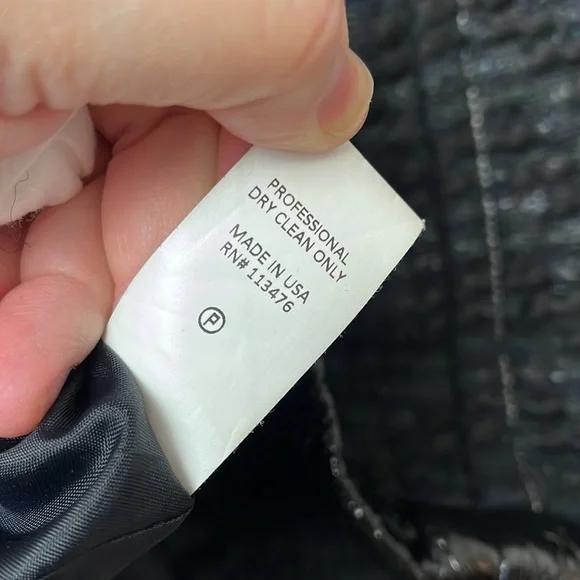 PROFESSIONAL
DRY CLEAN ONLY
MADE IN USA
RN# 113476
P